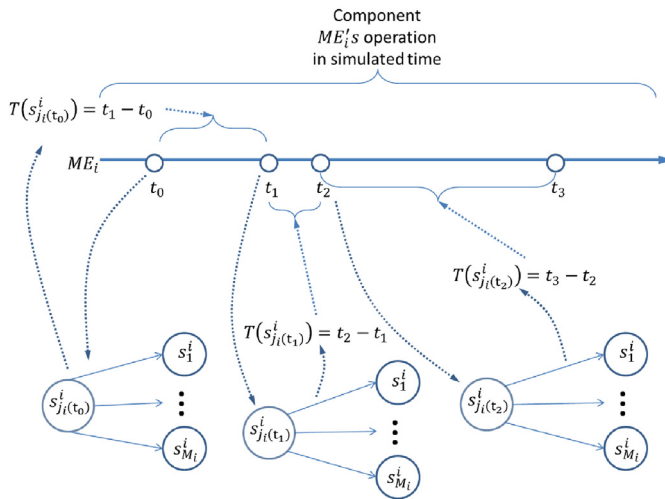 Component
ME_i's operation
in simulated time
T(s^i_{j_i(t_0)}) = t_1 − t_0
ME_i
t_0
t_1
t_2
t_3
T(s^i_{j_i(t_2)}) = t_3 − t_2
T(s^i_{j_i(t_1)}) = t_2 − t_1
s^i_1
s^i_1
s^i_1
s^i_{j_i(t_0)}
s^i_{j_i(t_1)}
s^i_{j_i(t_2)}
s^i_{M_i}
s^i_{M_i}
s^i_{M_i}